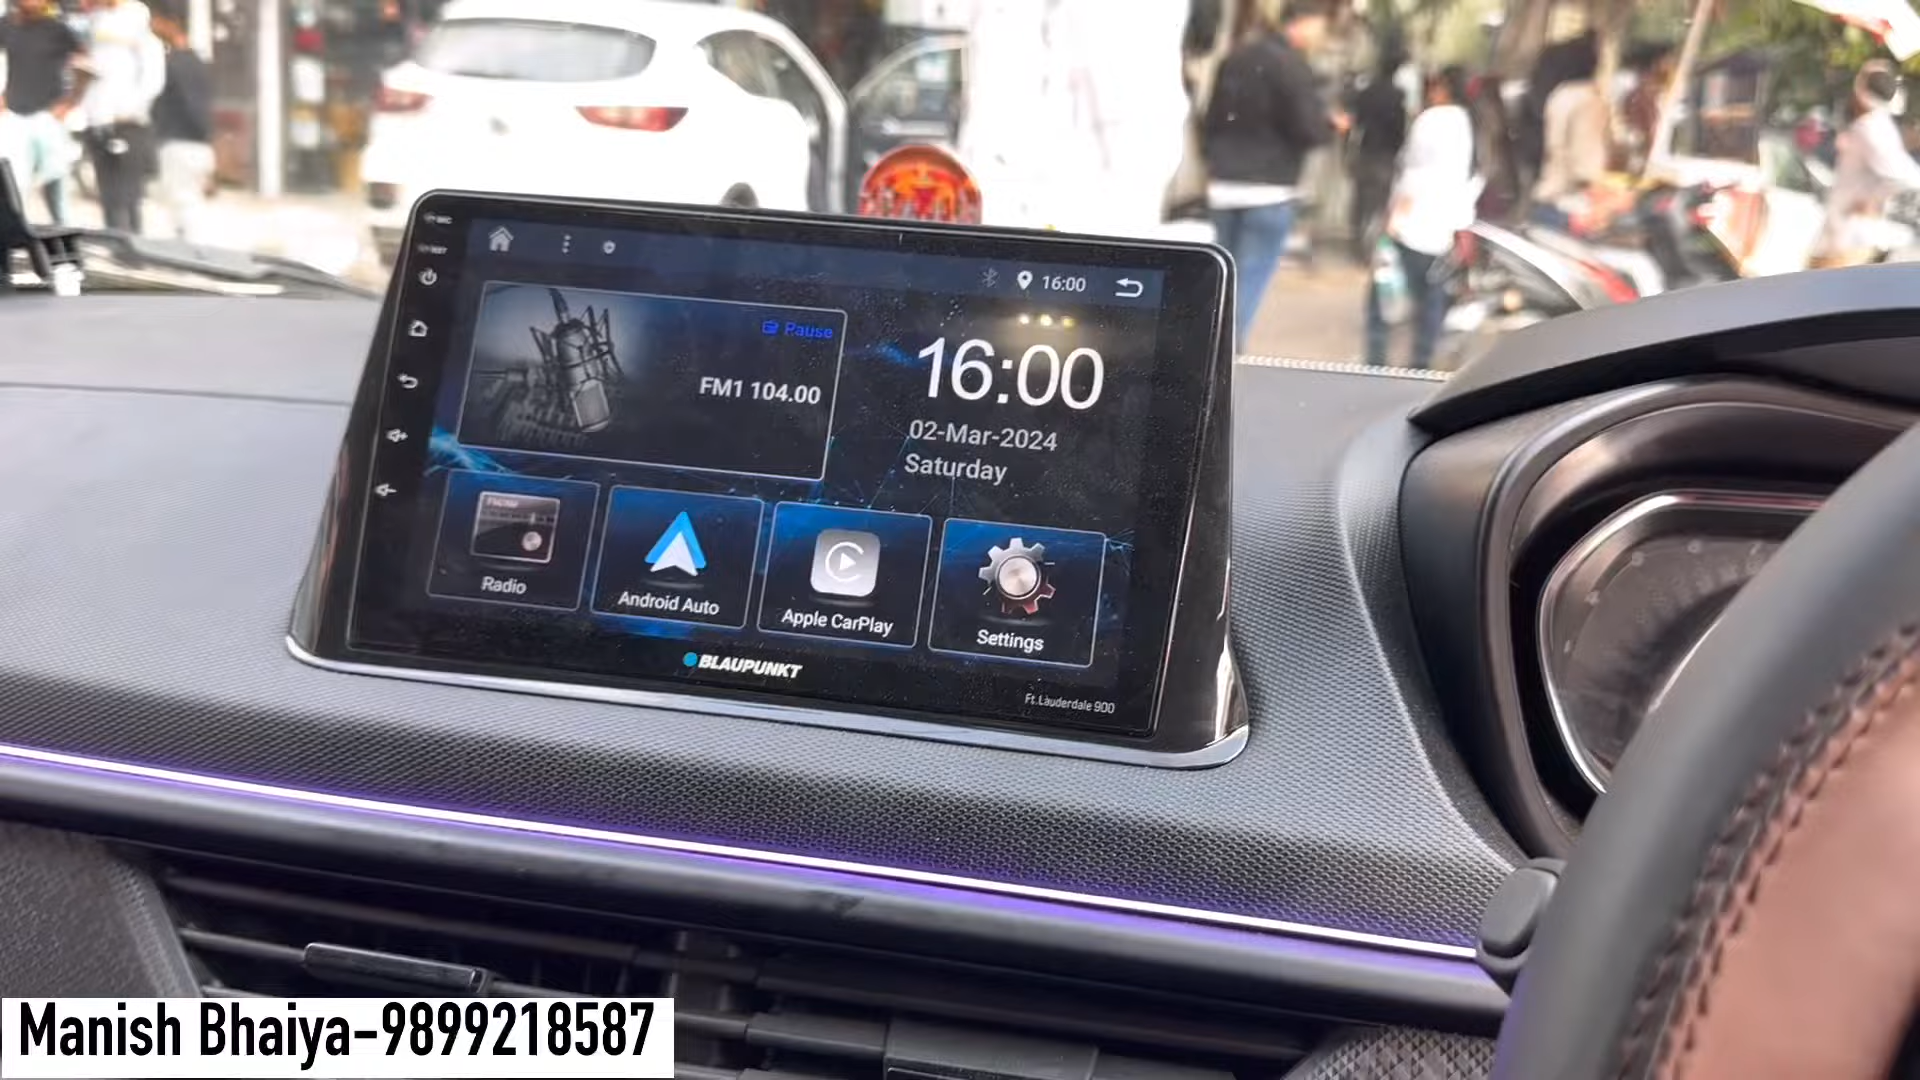 16:00
Pause
FM1 104.00
16:00
02-Mar-2024
Saturday
Radio
Android Auto
Apple CarPlay
Settings
BLAUPUNKT
Ft.Lauderdale 900
Manish Bhaiya-9899218587